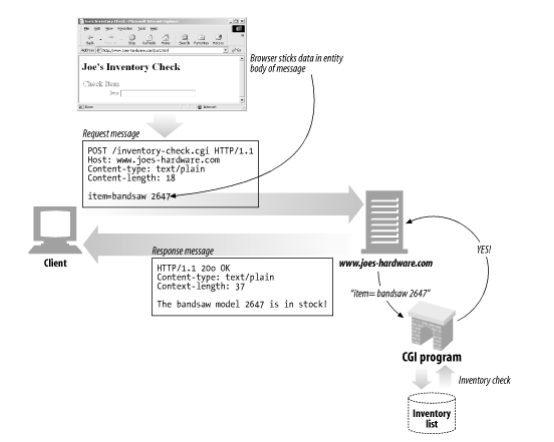 Joe's Inventory Check
Check Item
Item
Browser sticks data in entity
body of message
Request message
POST /inventory-check.cgi HTTP/1.1
Host: www.joes-hardware.com
Content-type: text/plain
Content-length: 18
item=bandsaw 2647
Client
Response message
HTTP/1.1 200 OK
Content-type: text/plain
Context-length: 37
The bandsaw model 2647 is in stock!
www.joes-hardware.com
YES!
"item= bandsaw 2647"
CGI program
Inventory check
Inventory
list